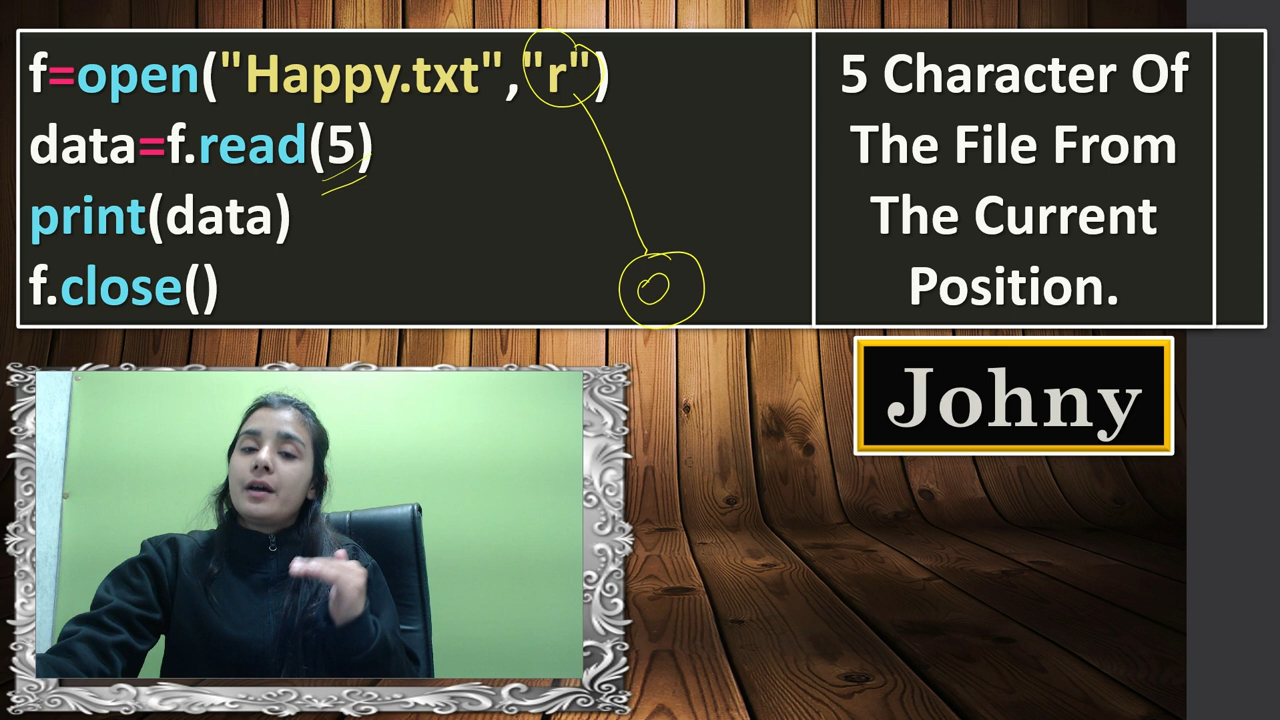 f=open("Happy.txt","r")
data=f.read(5)
print(data)
f.close()
5 Character Of
The File From
The Current
Position.
0
Johny